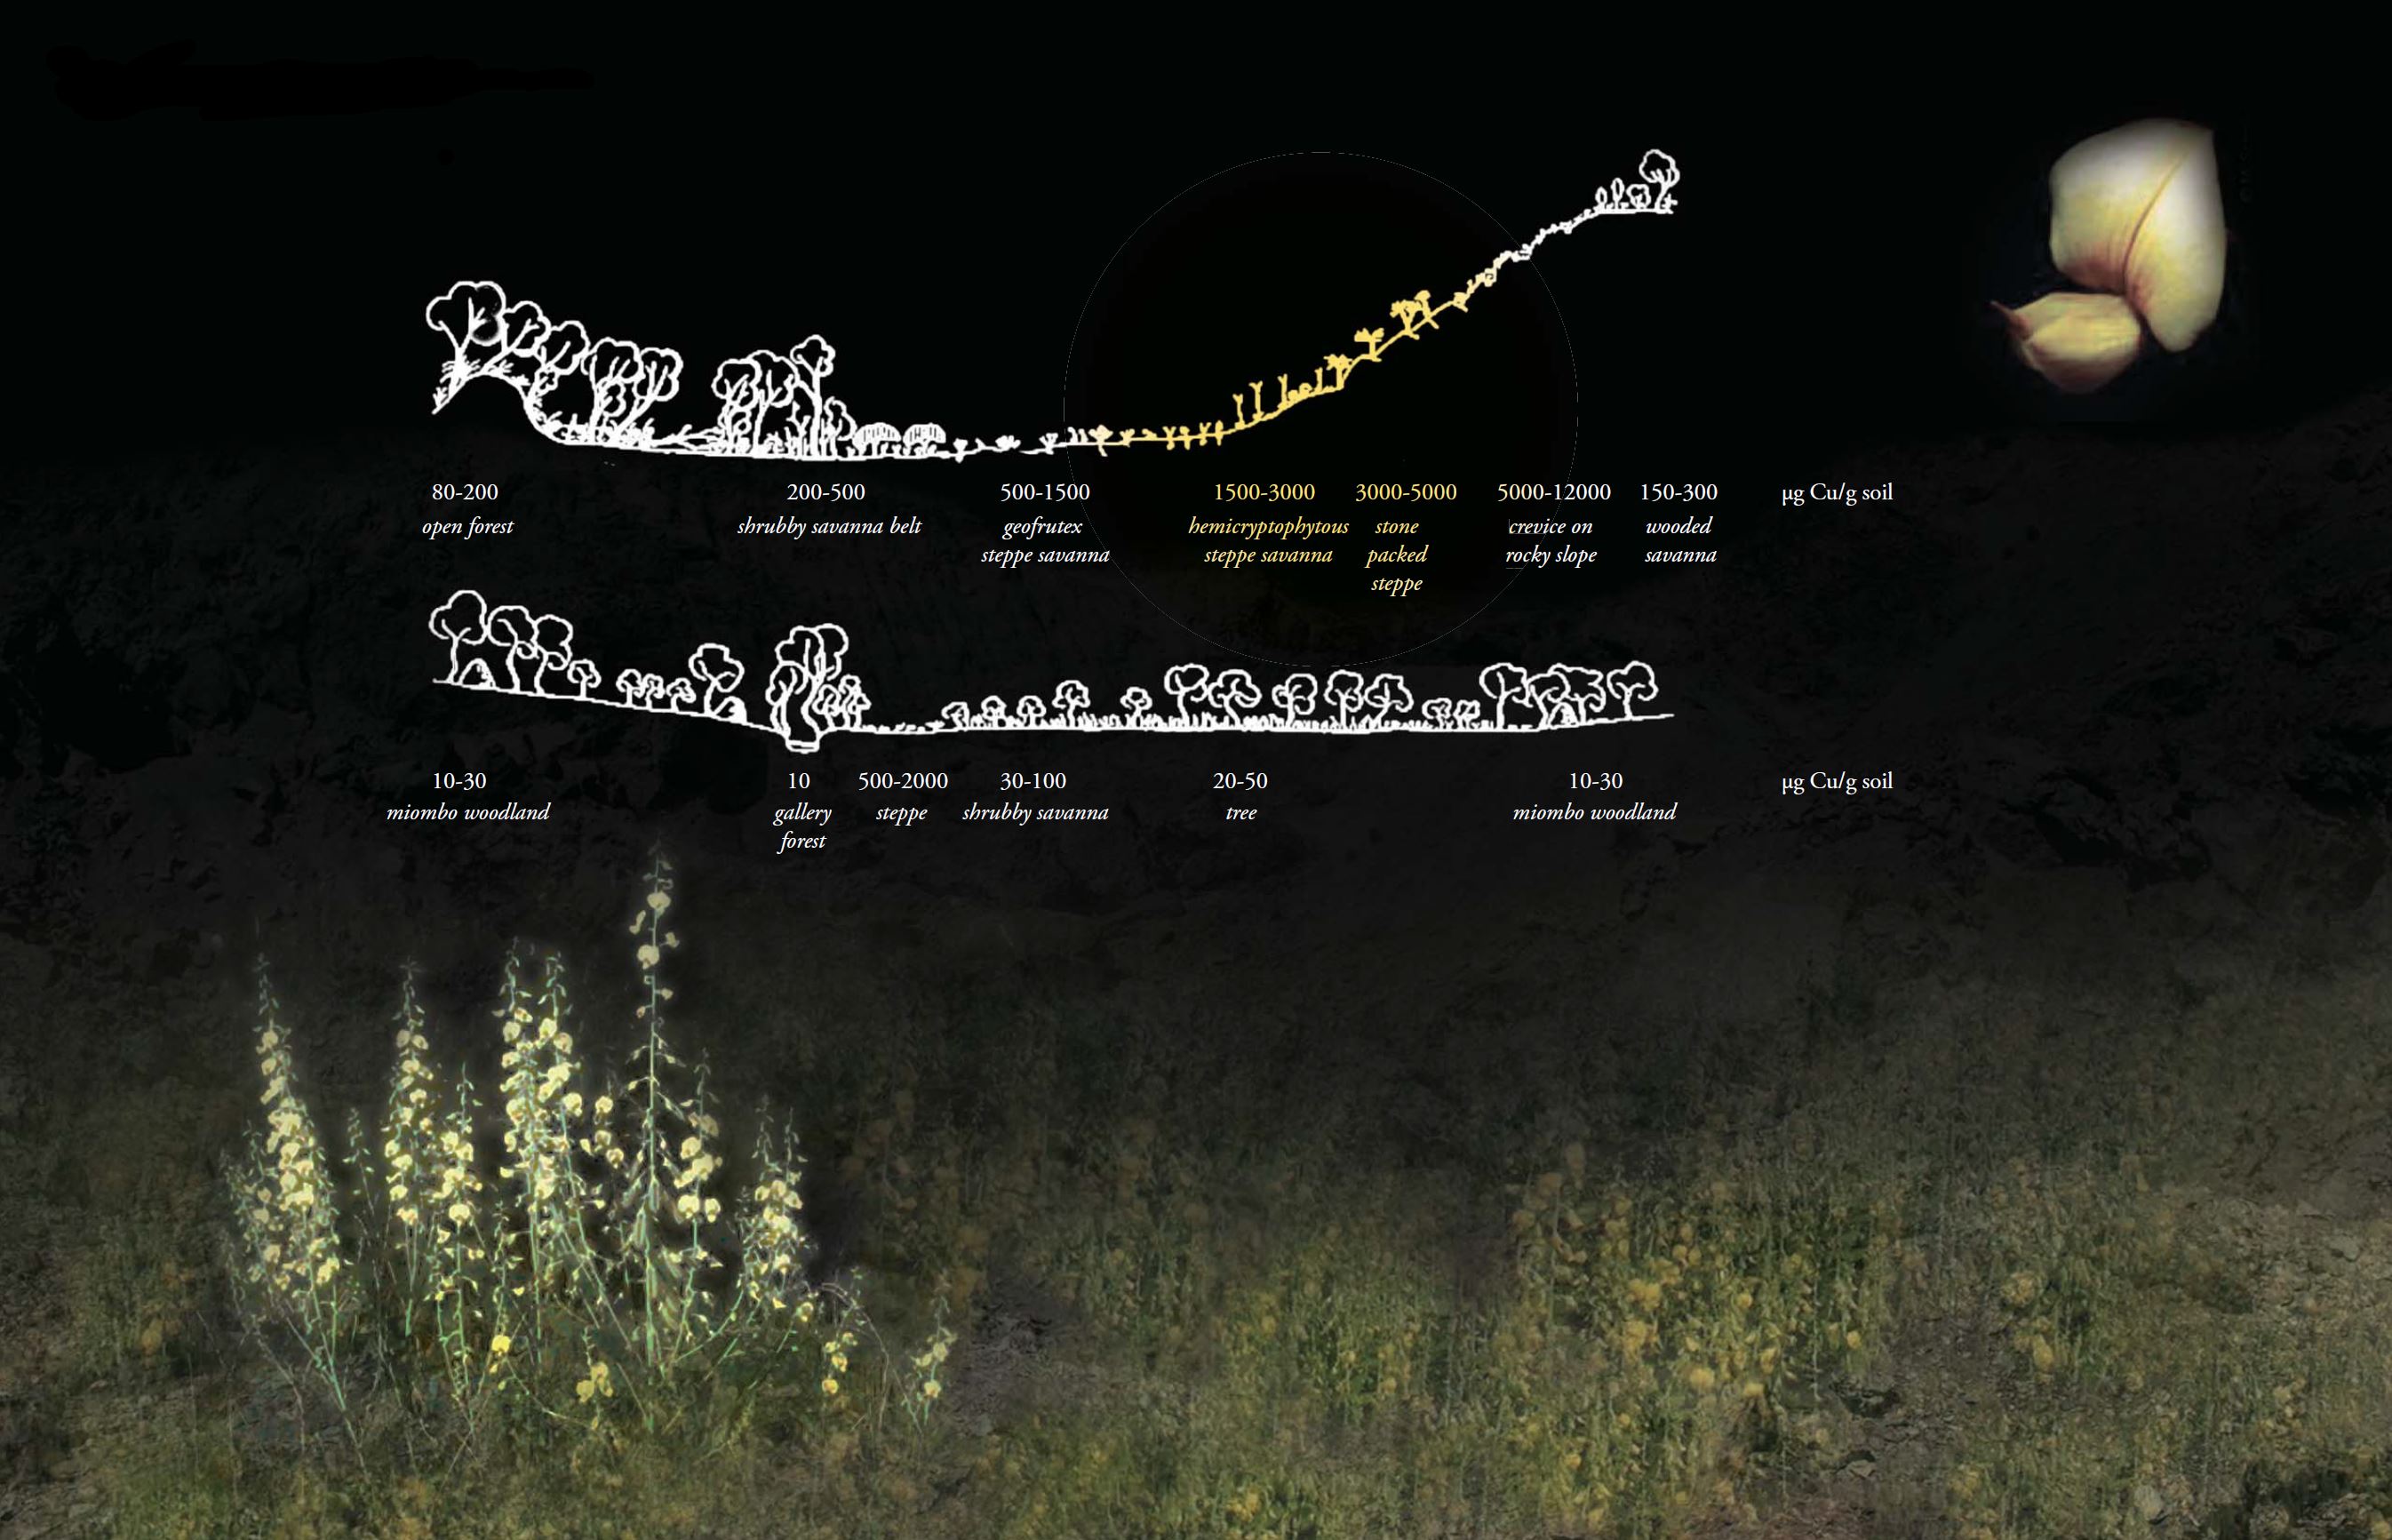 80-200 200-500 500-1500 1500-3000 3000-5000 5000-12000 150-300 µg Cu/g soil
open forest shrubby savanna belt geofrutex hemicryptophytous stone crevice on wooded
steppe savanna steppe savanna packed rocky slope savanna
steppe
10-30 10 500-2000 30-100 20-50 10-30 µg Cu/g soil
miombo woodland gallery steppe shrubby savanna tree miombo woodland
forest